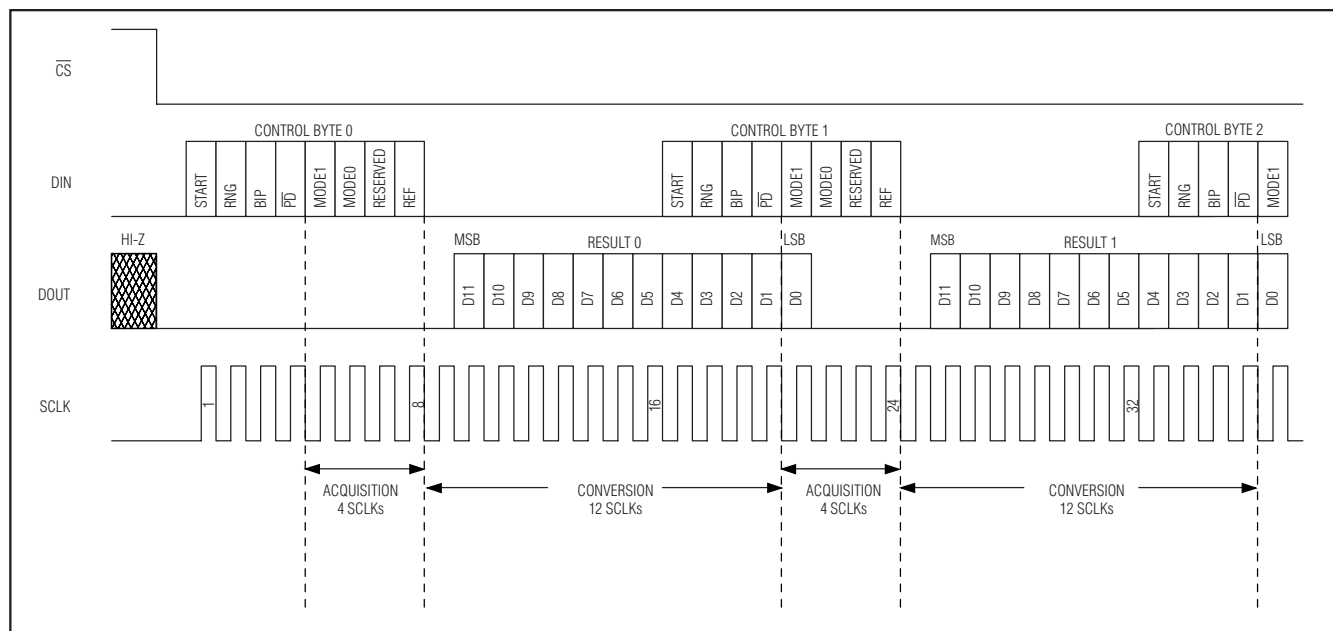 CS
CONTROL BYTE 0
CONTROL BYTE 1
CONTROL BYTE 2
DIN
START
RNG
BIP
PD
MODE1
MODE0
RESERVED
REF
START
RNG
BIP
PD
MODE1
MODE0
RESERVED
REF
START
RNG
BIP
PD
MODE1
HI-Z
MSB
RESULT 0
LSB
MSB
RESULT 1
LSB
DOUT
D11
D10
D9
D8
D7
D6
D5
D4
D3
D2
D1
D0
D11
D10
D9
D8
D7
D6
D5
D4
D3
D2
D1
D0
SCLK
1
8
16
24
32
ACQUISITION
4 SCLKs
CONVERSION
12 SCLKs
ACQUISITION
4 SCLKs
CONVERSION
12 SCLKs